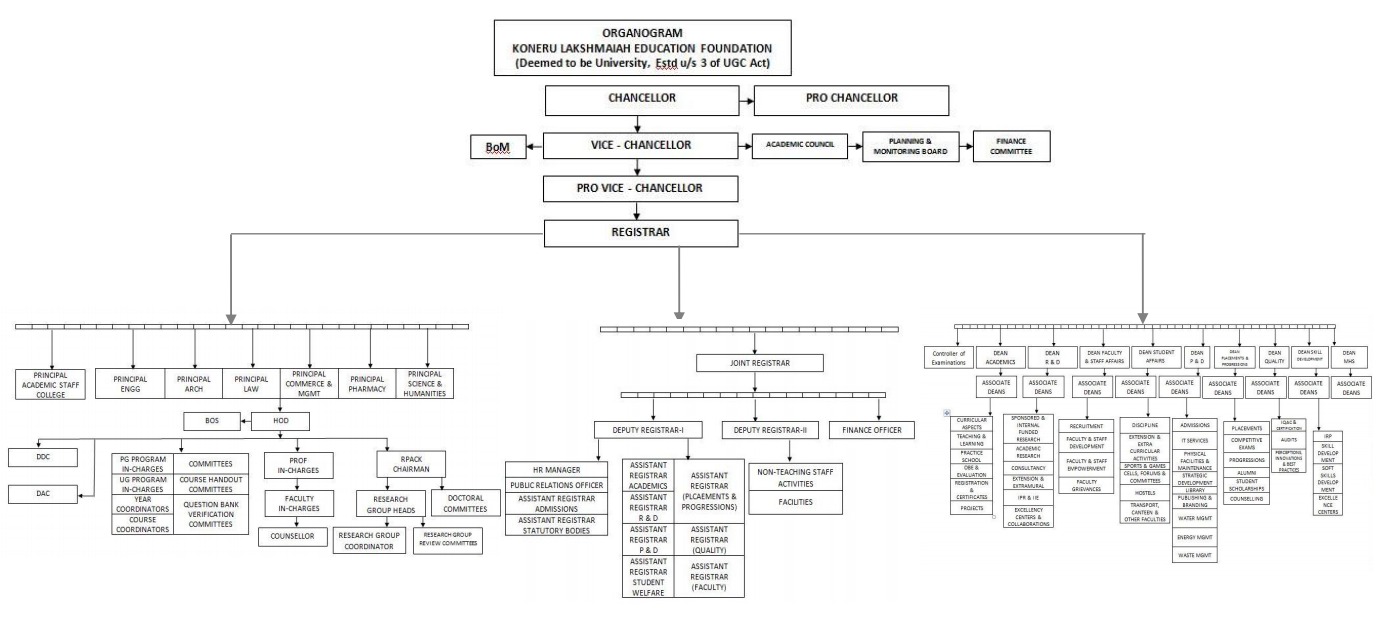 ORGANOGRAM
KONERU LAKSHMAIAH EDUCATION FOUNDATION
(Deemed to be University, Estd u/s 3 of UGC Act)
CHANCELLOR
PRO CHANCELLOR
BoM
VICE - CHANCELLOR
ACADEMIC COUNCIL
PLANNING &
MONITORING BOARD
FINANCE
COMMITTEE
PRO VICE - CHANCELLOR
REGISTRAR
PRINCIPAL
ACADEMIC STAFF
COLLEGE
PRINCIPAL
ENGG
PRINCIPAL
ARCH
PRINCIPAL
LAW
PRINCIPAL
COMMERCE &
MGMT
PRINCIPAL
PHARMACY
PRINCIPAL
SCIENCE &
HUMANITIES
BOS
HOD
DDC
DAC
PG PROGRAM
IN-CHARGES
UG PROGRAM
IN-CHARGES
YEAR
COORDINATORS
COURSE
COORDINATORS
COMMITTEES
COURSE HANDOUT
COMMITTEES
QUESTION BANK
VERIFICATION
COMMITTEES
PROF
IN-CHARGES
FACULTY
IN-CHARGES
COUNSELLOR
RPACK
CHAIRMAN
RESEARCH
GROUP HEADS
DOCTORAL
COMMITTEES
RESEARCH GROUP
COORDINATOR
RESEARCH GROUP
REVIEW COMMITTEES
JOINT REGISTRAR
DEPUTY REGISTRAR-I
DEPUTY REGISTRAR-II
FINANCE OFFICER
HR MANAGER
PUBLIC RELATIONS OFFICER
ASSISTANT REGISTRAR
ADMISSIONS
ASSISTANT REGISTRAR
STATUTORY BODIES
ASSISTANT
REGISTRAR
ACADEMICS
ASSISTANT
REGISTRAR
R & D
ASSISTANT
REGISTRAR
P & D
ASSISTANT
REGISTRAR
STUDENT
WELFARE
ASSISTANT
REGISTRAR
(PLCAEMENTS &
PROGRESSIONS)
ASSISTANT
REGISTRAR
(QUALITY)
ASSISTANT
REGISTRAR
(FACULTY)
NON-TEACHING STAFF
ACTIVITIES
FACILITIES
Controller of
Examinations
DEAN
ACADEMICS
DEAN
R & D
DEAN FACULTY
& STAFF AFFAIRS
DEAN STUDENT
AFFAIRS
DEAN
P & D
DEAN
PLACEMENTS &
PROGRESSIONS
DEAN
QUALITY
DEAN SKILL
DEVELOPMENT
DEAN
MHS
ASSOCIATE
DEANS
ASSOCIATE
DEANS
ASSOCIATE
DEANS
ASSOCIATE
DEANS
ASSOCIATE
DEANS
ASSOCIATE
DEANS
ASSOCIATE
DEANS
ASSOCIATE
DEANS
ASSOCIATE
DEANS
CURRICULAR
ASPECTS
TEACHING &
LEARNING
PRACTICE
SCHOOL
OBE &
EVALUATION
REGISTRATION
&
CERTIFICATES
PROJECTS
SPONSORED &
INTERNAL
FUNDED
RESEARCH
ACADEMIC
RESEARCH
CONSULTANCY
EXTENSION &
EXTRAMURAL
IPR & IIE
EXCELLENCY
CENTERS &
COLLABORATIONS
RECRUITMENT
FACULTY & STAFF
DEVELOPMENT
FACULTY & STAFF
EMPOWERMENT
FACULTY
GRIEVANCES
DISCIPLINE
EXTENSION &
EXTRA
CURRICULAR
ACTIVITIES
SPORTS & GAMES
CELLS, FORUMS &
COMMITTEES
HOSTELS
TRANSPORT,
CANTEEN &
OTHER FACULTIES
ADMISSIONS
IT SERVICES
PHYSICAL
FACILITIES &
MAINTENANCE
STRATEGIC
DEVELOPMENT
LIBRARY
PUBLISHING &
BRANDING
WATER MGMT
ENERGY MGMT
WASTE MGMT
PLACEMENTS
COMPETITIVE
EXAMS
PROGRESSIONS
ALUMNI
STUDENT
SCHOLARSHIPS
COUNSELLING
IQAC &
CERTIFICATION
AUDITS
PERCEPTIONS,
INNOVATIONS
& BEST
PRACTICES
IRP
SKILL
DEVELOP
MENT
SOFT
SKILLS
DEVELOP
MENT
EXCELLE
NCE
CENTERS